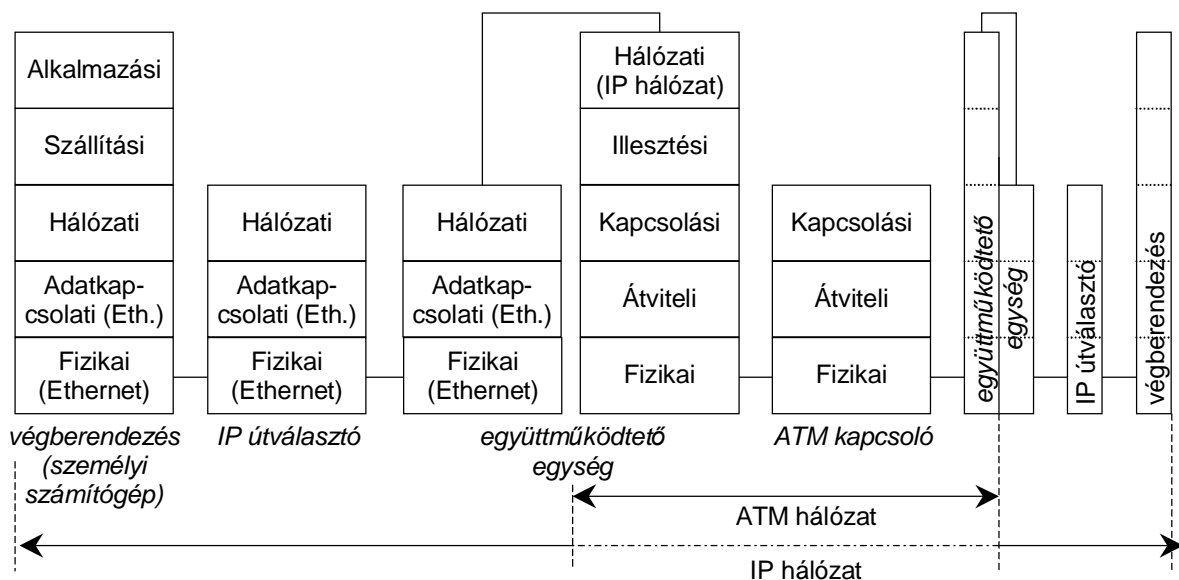 Alkalmazási
Szállítási
Hálózati
Adatkap-
csolati (Eth.)
Fizikai
(Ethernet)
végberendezés
(személyi
számítógép)
Hálózati
Adatkap-
csolati (Eth.)
Fizikai
(Ethernet)
IP útválasztó
Hálózati
Adatkap-
csolati (Eth.)
Fizikai
(Ethernet)
Hálózati
(IP hálózat)
Illesztési
Kapcsolási
Átviteli
Fizikai
együttműködtető
egység
Kapcsolási
Átviteli
Fizikai
ATM kapcsoló
együttműködtető
egység
IP útválasztó
végberendezés
ATM hálózat
IP hálózat